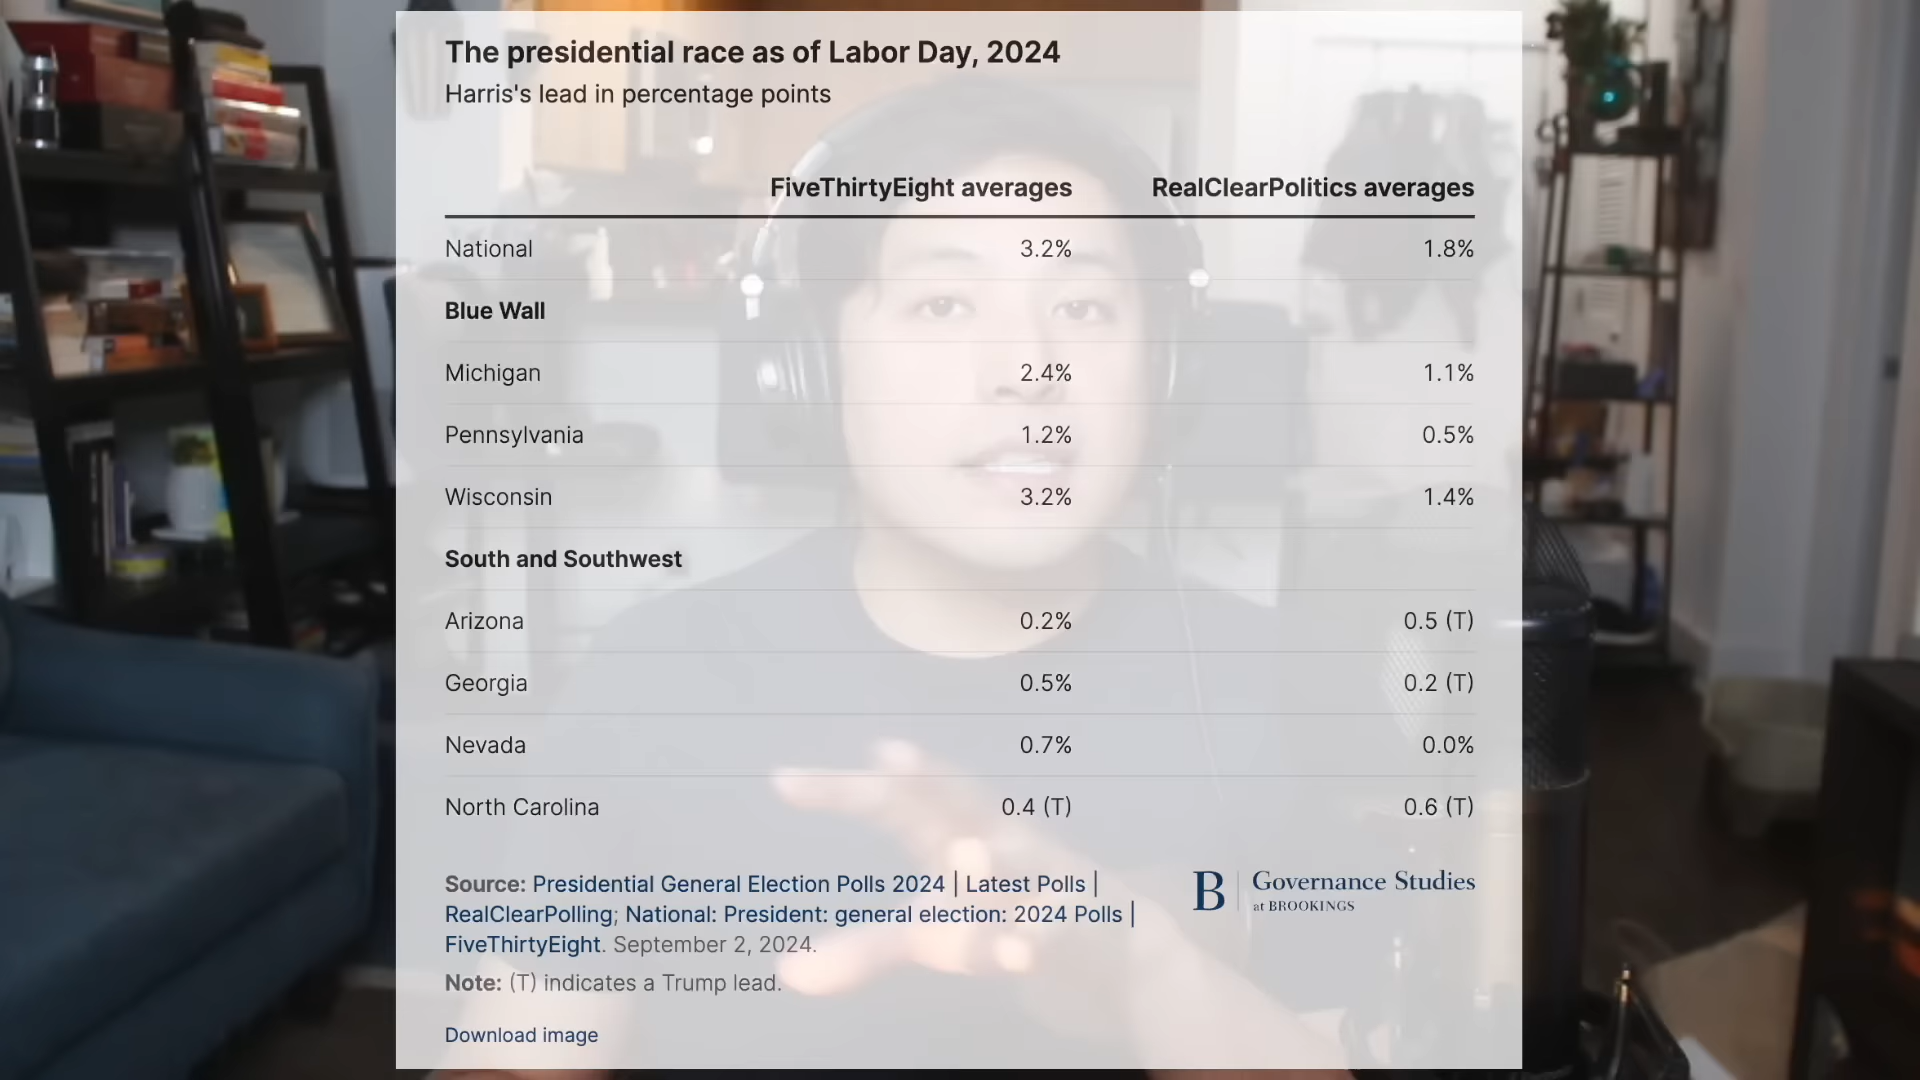 The presidential race as of Labor Day, 2024
Harris's lead in percentage points
FiveThirtyEight averages RealClearPolitics averages
National 3.2% 1.8%
Blue Wall
Michigan 2.4% 1.1%
Pennsylvania 1.2% 0.5%
Wisconsin 3.2% 1.4%
South and Southwest
Arizona 0.2% 0.5 (T)
Georgia 0.5% 0.2 (T)
Nevada 0.7% 0.0%
North Carolina 0.4 (T) 0.6 (T)
Source: Presidential General Election Polls 2024 | Latest Polls |
RealClearPolling; National: President: general election: 2024 Polls |
FiveThirtyEight. September 2, 2024.
Note: (T) indicates a Trump lead.
Download image
B | Governance Studies
at BROOKINGS